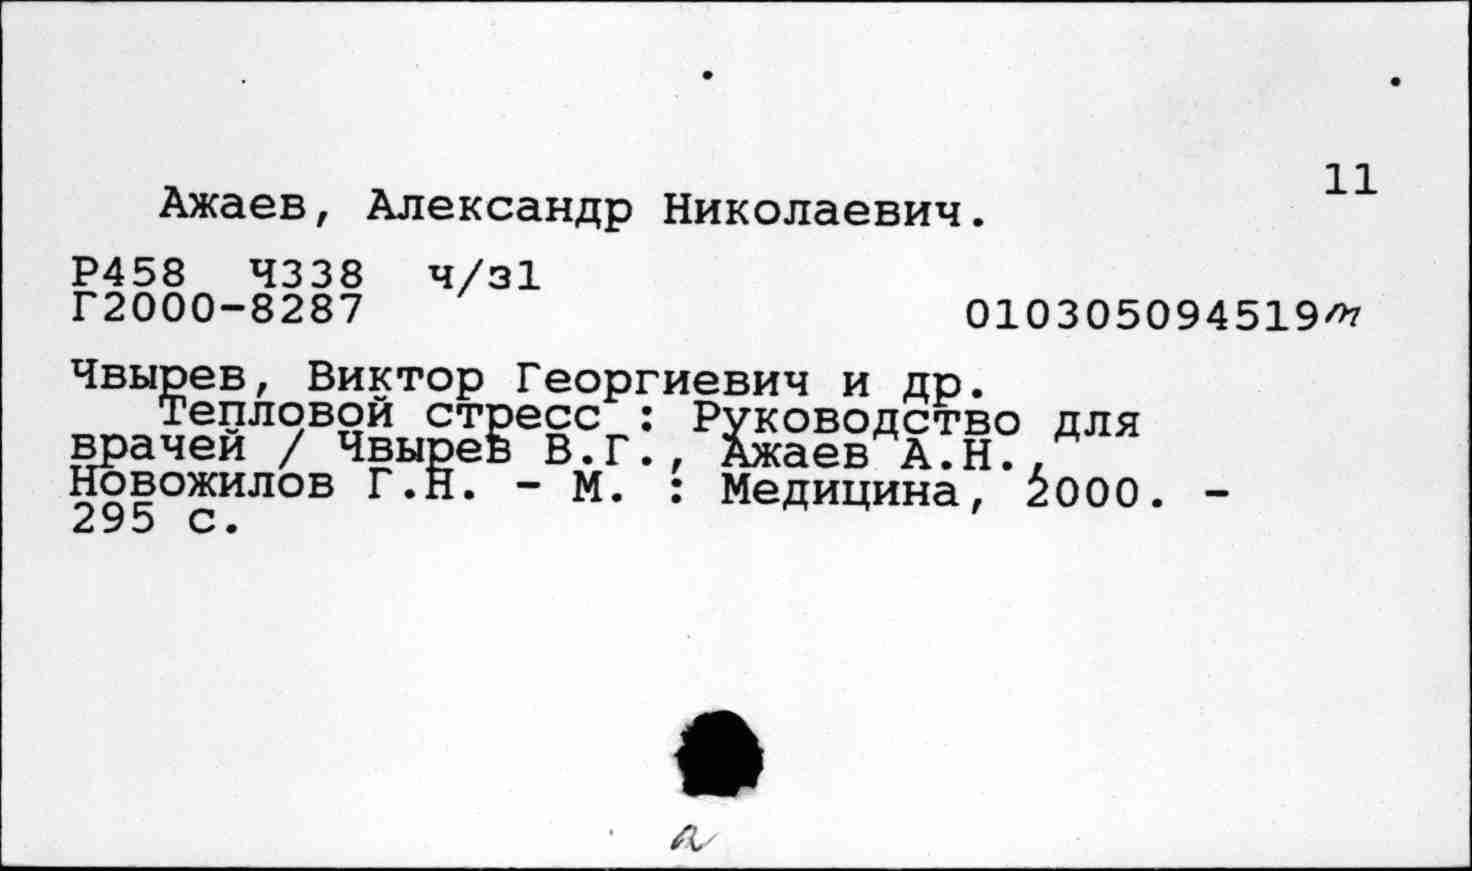 11
Ажаев, Александр Николаевич.
Р458 Ч338 ч/з1
Г2000-8287
010305094519
Чвырев, Виктор Георгиевич и др.
Тепловой стресс : Руководство для
врачей / Чвырев В.Г., Ажаев А.Н.,
Новожилов Г.Н. - М. : Медицина, 2000. -
295 с.